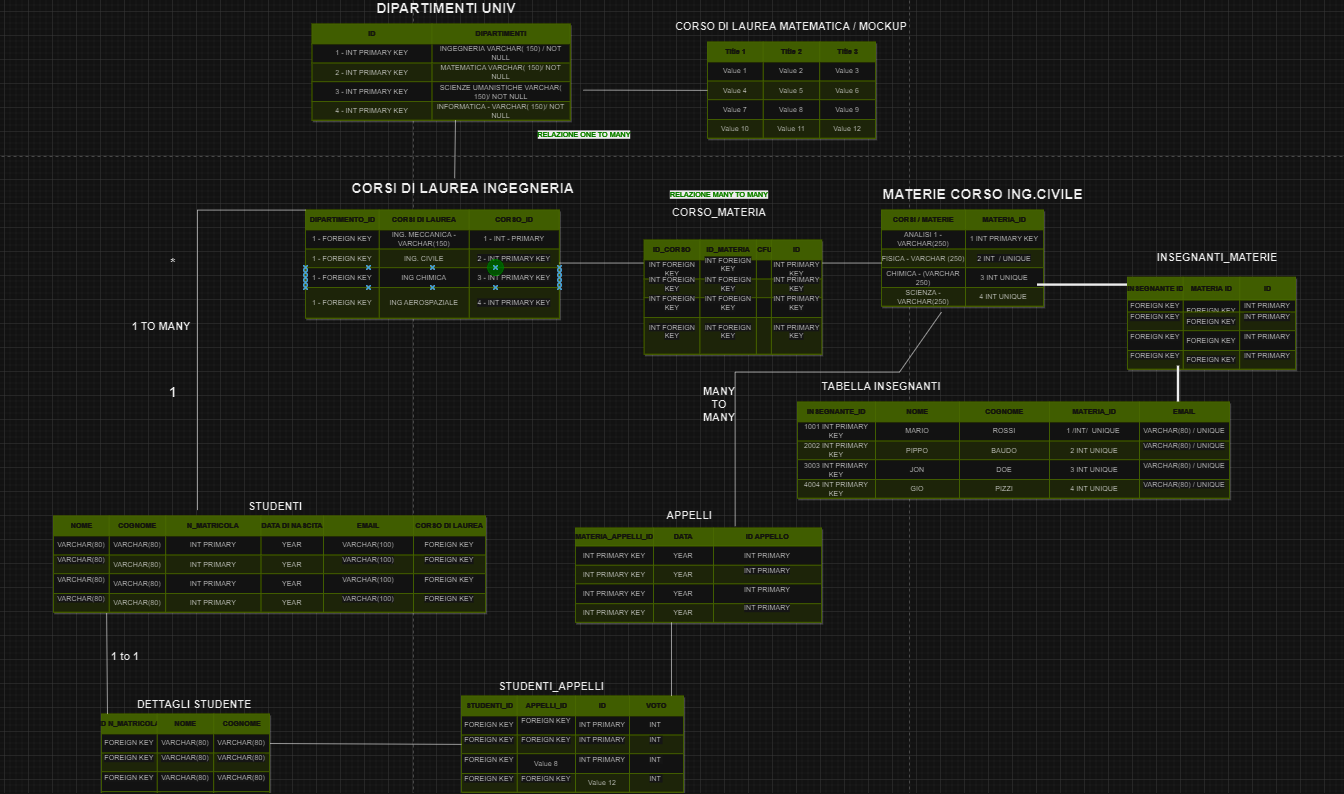 DIPARTIMENTI UNIV
ID DIPARTIMENTI
1 - INT PRIMARY KEY INGEGNERIA VARCHAR( 150) / NOT NULL
2 - INT PRIMARY KEY MATEMATICA VARCHAR( 150)/ NOT NULL
3 - INT PRIMARY KEY SCIENZE UMANISTICHE VARCHAR( 150)/ NOT NULL
4 - INT PRIMARY KEY INFORMATICA - VARCHAR( 150)/ NOT NULL
CORSO DI LAUREA MATEMATICA / MOCKUP
Title 1 Title 2 Title 3
Value 1 Value 2 Value 3
Value 4 Value 5 Value 6
Value 7 Value 8 Value 9
Value 10 Value 11 Value 12
RELAZIONE ONE TO MANY
CORSI DI LAUREA INGEGNERIA
DIPARTIMENTO_ID CORSI DI LAUREA CORSO_ID
1 - FOREIGN KEY ING. MECCANICA - VARCHAR(150) 1 - INT - PRIMARY
1 - FOREIGN KEY ING. CIVILE 2 - INT PRIMARY KEY
1 - FOREIGN KEY ING CHIMICA 3 - INT PRIMARY KEY
1 - FOREIGN KEY ING AEROSPAZIALE 4 - INT PRIMARY KEY
RELAZIONE MANY TO MANY
CORSO_MATERIA
ID_CORSO ID_MATERIA CFU ID
INT FOREIGN KEY INT FOREIGN KEY INT PRIMARY KEY
INT FOREIGN KEY INT FOREIGN KEY INT PRIMARY KEY
INT FOREIGN KEY INT FOREIGN KEY INT PRIMARY KEY
INT FOREIGN KEY INT FOREIGN KEY INT PRIMARY KEY
MATERIE CORSO ING.CIVILE
CORSI / MATERIE MATERIA_ID
ANALISI 1 - VARCHAR(250) 1 INT PRIMARY KEY
FISICA - VARCHAR (250) 2 INT / UNIQUE
CHIMICA - (VARCHAR 250) 3 INT UNIQUE
SCIENZA - VARCHAR(250) 4 INT UNIQUE
INSEGNANTI_MATERIE
INSEGNANTE ID MATERIA ID ID
FOREIGN KEY FOREIGN KEY INT PRIMARY
FOREIGN KEY FOREIGN KEY INT PRIMARY
FOREIGN KEY FOREIGN KEY INT PRIMARY
FOREIGN KEY FOREIGN KEY INT PRIMARY
*
1 TO MANY
1
MANY
TO
MANY
TABELLA INSEGNANTI
INSEGNANTE_ID NOME COGNOME MATERIA_ID EMAIL
1001 INT PRIMARY KEY MARIO ROSSI 1 /INT/ UNIQUE VARCHAR(80) / UNIQUE
2002 INT PRIMARY KEY PIPPO BAUDO 2 INT UNIQUE VARCHAR(80) / UNIQUE
3003 INT PRIMARY KEY JON DOE 3 INT UNIQUE VARCHAR(80) / UNIQUE
4004 INT PRIMARY KEY GIO PIZZI 4 INT UNIQUE VARCHAR(80) / UNIQUE
STUDENTI
NOME COGNOME N_MATRICOLA DATA DI NASCITA EMAIL CORSO DI LAUREA
VARCHAR(80) VARCHAR(80) INT PRIMARY YEAR VARCHAR(100) FOREIGN KEY
VARCHAR(80) VARCHAR(80) INT PRIMARY YEAR VARCHAR(100) FOREIGN KEY
VARCHAR(80) VARCHAR(80) INT PRIMARY YEAR VARCHAR(100) FOREIGN KEY
VARCHAR(80) VARCHAR(80) INT PRIMARY YEAR VARCHAR(100) FOREIGN KEY
APPELLI
MATERIA_APPELLI_ID DATA ID APPELLO
INT PRIMARY KEY YEAR INT PRIMARY
INT PRIMARY KEY YEAR INT PRIMARY
INT PRIMARY KEY YEAR INT PRIMARY
INT PRIMARY KEY YEAR INT PRIMARY
1 to 1
DETTAGLI STUDENTE
D N_MATRICOLA NOME COGNOME
FOREIGN KEY VARCHAR(80) VARCHAR(80)
FOREIGN KEY VARCHAR(80) VARCHAR(80)
FOREIGN KEY VARCHAR(80) VARCHAR(80)
STUDENTI_APPELLI
STUDENTI_ID APPELLI_ID ID VOTO
FOREIGN KEY FOREIGN KEY INT PRIMARY INT
FOREIGN KEY FOREIGN KEY INT PRIMARY INT
FOREIGN KEY Value 8 INT PRIMARY INT
FOREIGN KEY FOREIGN KEY Value 12 INT